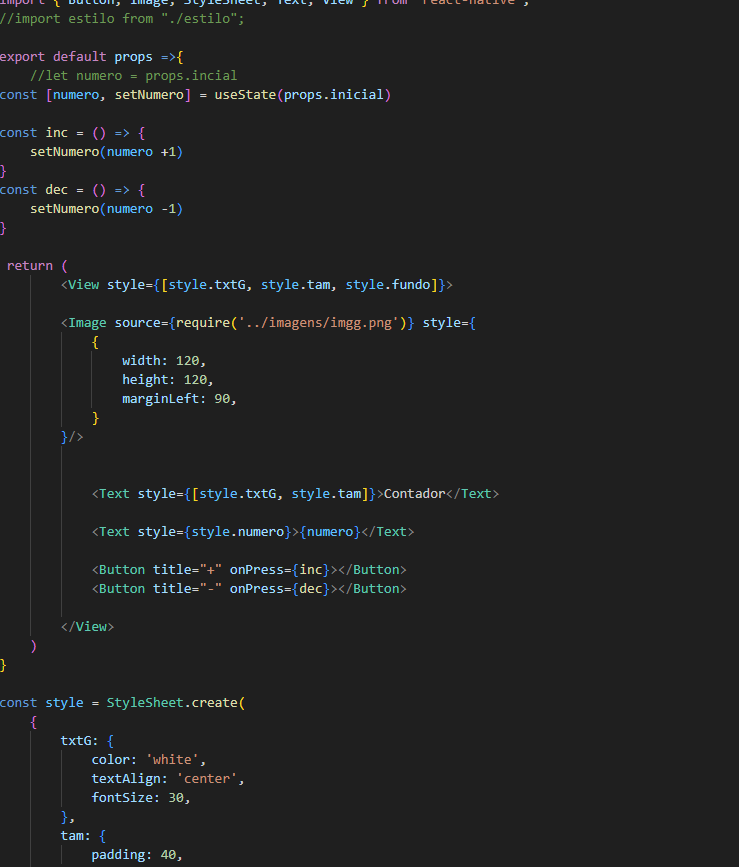 import { Button, Image, StyleSheet, Text, View } from 'react-native';
//import estilo from "./estilo";
export default props =>{
//let numero = props.incial
const [numero, setNumero] = useState(props.inicial)
const inc = () => {
setNumero(numero +1)
}
const dec = () => {
setNumero(numero -1)
}
return (
<View style={[style.txtG, style.tam, style.fundo]}>
<Image source={require('../imagens/imgg.png')} style={
{
width: 120,
height: 120,
marginLeft: 90,
}
}/>
<Text style={[style.txtG, style.tam]}>Contador</Text>
<Text style={style.numero}>{numero}</Text>
<Button title="+" onPress={inc}></Button>
<Button title="-" onPress={dec}></Button>
</View>
)
}
const style = StyleSheet.create(
{
txtG: {
color: 'white',
textAlign: 'center',
fontSize: 30,
},
tam: {
padding: 40,